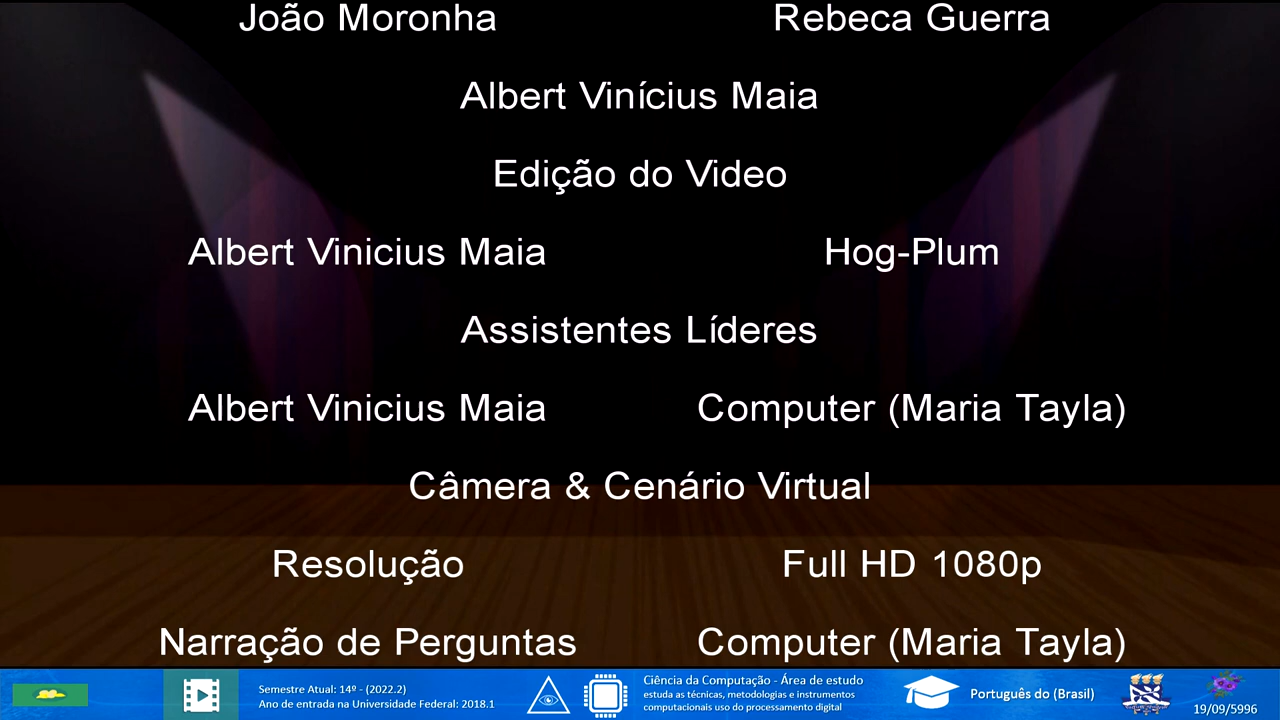 João Moronha Rebeca Guerra
Albert Vinícius Maia
Edição do Video
Albert Vinicius Maia Hog-Plum
Assistentes Líderes
Albert Vinicius Maia Computer (Maria Tayla)
Câmera & Cenário Virtual
Resolução Full HD 1080p
Narração de Perguntas Computer (Maria Tayla)
Semestre Atual: 14º - (2022.2)
Ano de entrada na Universidade Federal: 2018.1
Ciência da Computação - Área de estudo
estuda as técnicas, metodologias e instrumentos
computacionais uso do processamento digital
Português do (Brasil)
19/09/5996